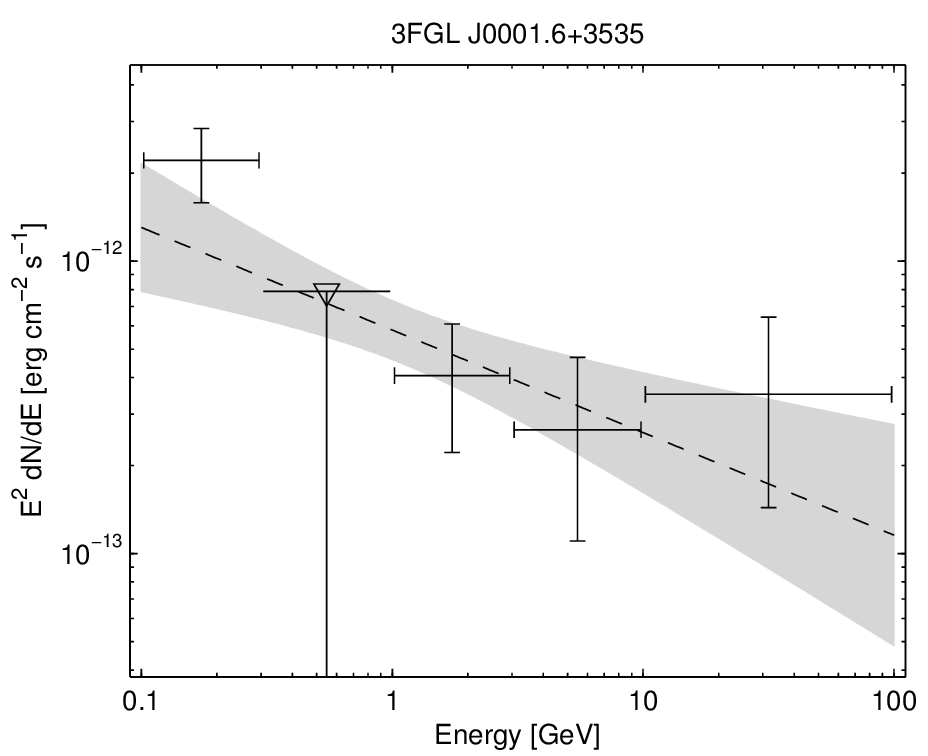 3FGL J0001.6+3535
E² dN/dE [erg cm⁻² s⁻¹]
10⁻¹²
10⁻¹³
0.1 1 10 100
Energy [GeV]